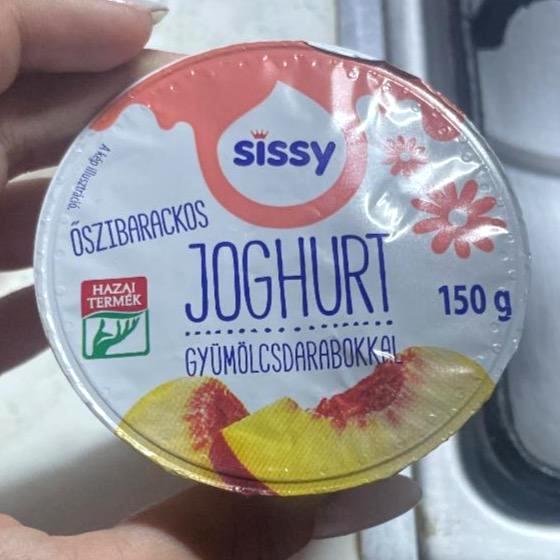 sissy
A kép illusztráció.
ŐSZIBARACKOS
JOGHURT
HAZAI
TERMÉK
150 g
GYÜMÖLCSDARABOKKAL